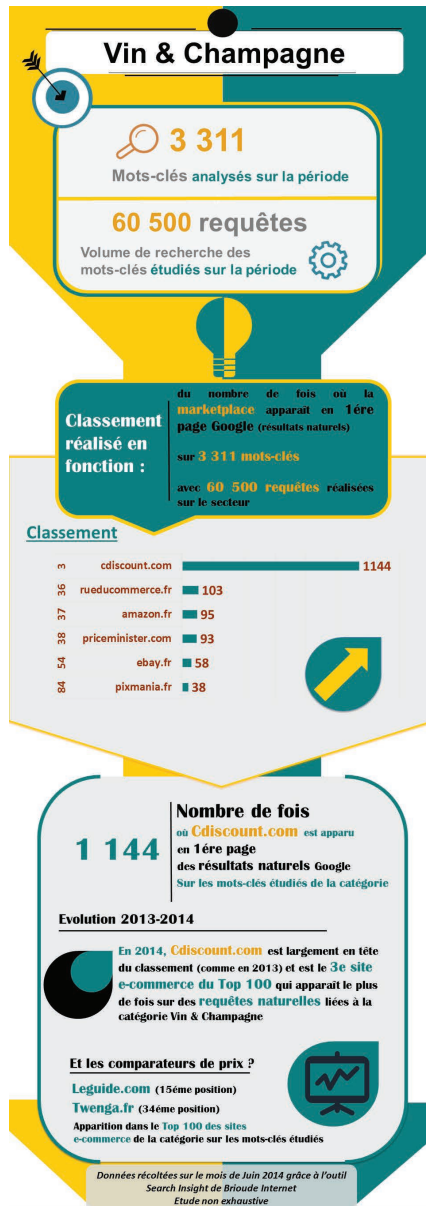 Vin & Champagne
3 311
Mots-clés analysés sur la période
60 500 requêtes
Volume de recherche des
mots-clés étudiés sur la période
Classement
réalisé en
fonction :
du nombre de fois où la
marketplace apparait en 1ére
page Google (résultats naturels)
sur 3 311 mots-clés
avec 60 500 requêtes réalisées
sur le secteur
Classement
3 cdiscount.com 1144
36 rueducommerce.fr 103
37 amazon.fr 95
38 priceminister.com 93
54 ebay.fr 58
84 pixmania.fr 38
1 144
Nombre de fois
où Cdiscount.com est apparu
en 1ére page
des résultats naturels Google
Sur les mots-clés étudiés de la catégorie
Evolution 2013-2014
En 2014, Cdiscount.com est largement en tête
du classement (comme en 2013) et est le 3e site
e-commerce du Top 100 qui apparaît le plus
de fois sur des requêtes naturelles liées à la
catégorie Vin & Champagne
Et les comparateurs de prix ?
Leguide.com (15éme position)
Twenga.fr (34éme position)
Apparition dans le Top 100 des sites
e-commerce de la catégorie sur les mots-clés étudiés
Données récoltées sur le mois de Juin 2014 grâce à l'outil
Search Insight de Brioude Internet
Etude non exhaustive